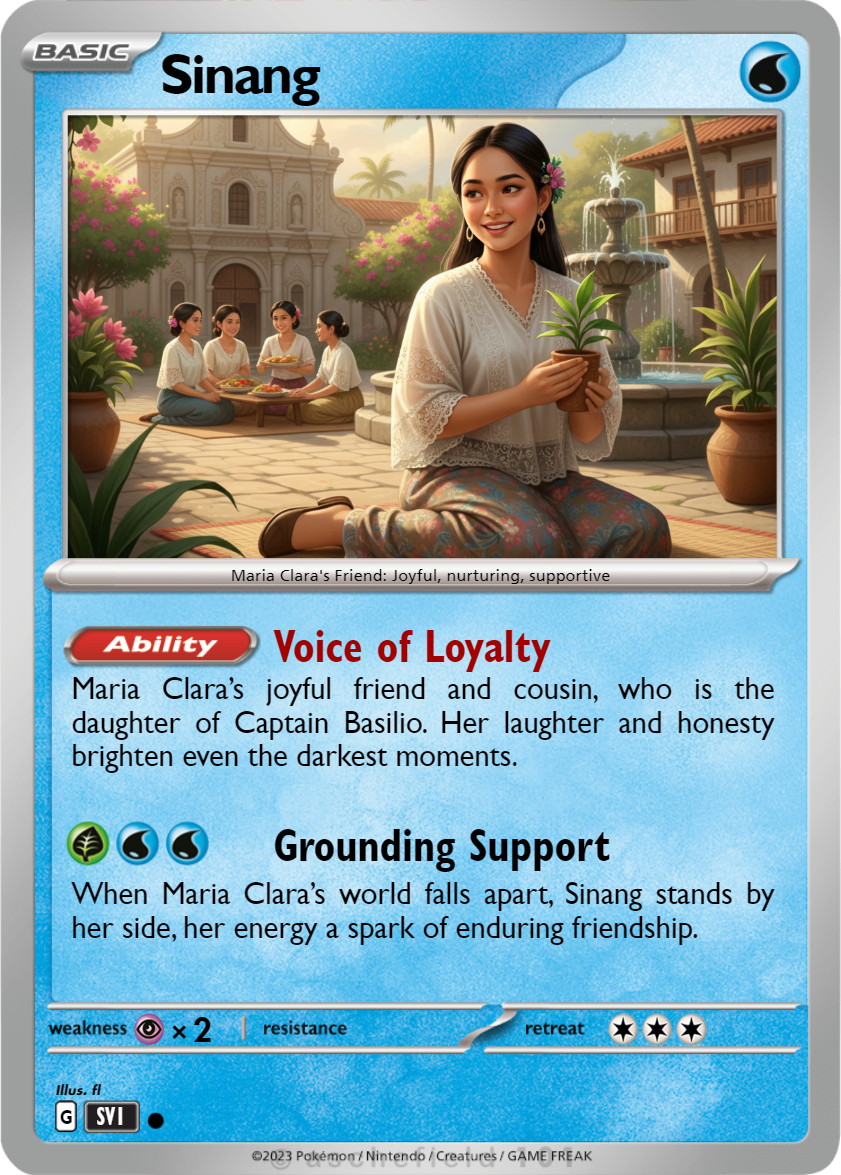 BASIC
Sinang
Maria Clara's Friend: Joyful, nurturing, supportive
Ability Voice of Loyalty
Maria Clara’s joyful friend and cousin, who is the
daughter of Captain Basilio. Her laughter and honesty
brighten even the darkest moments.
Grounding Support
When Maria Clara’s world falls apart, Sinang stands by
her side, her energy a spark of enduring friendship.
weakness × 2 resistance retreat
Illus. fl
G SVI
©2023 Pokémon / Nintendo / Creatures / GAME FREAK